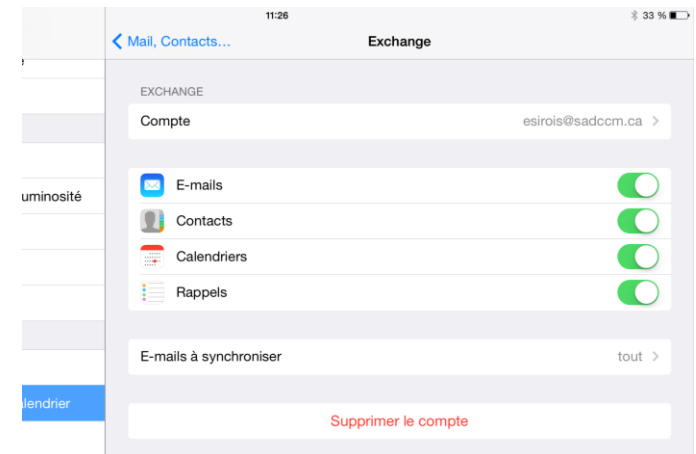 11:26
33 %
Mail, Contacts...
Exchange
EXCHANGE
Compte
esirois@sadccm.ca
E-mails
uminosité
Contacts
Calendriers
Rappels
E-mails à synchroniser
tout
lendrier
Supprimer le compte